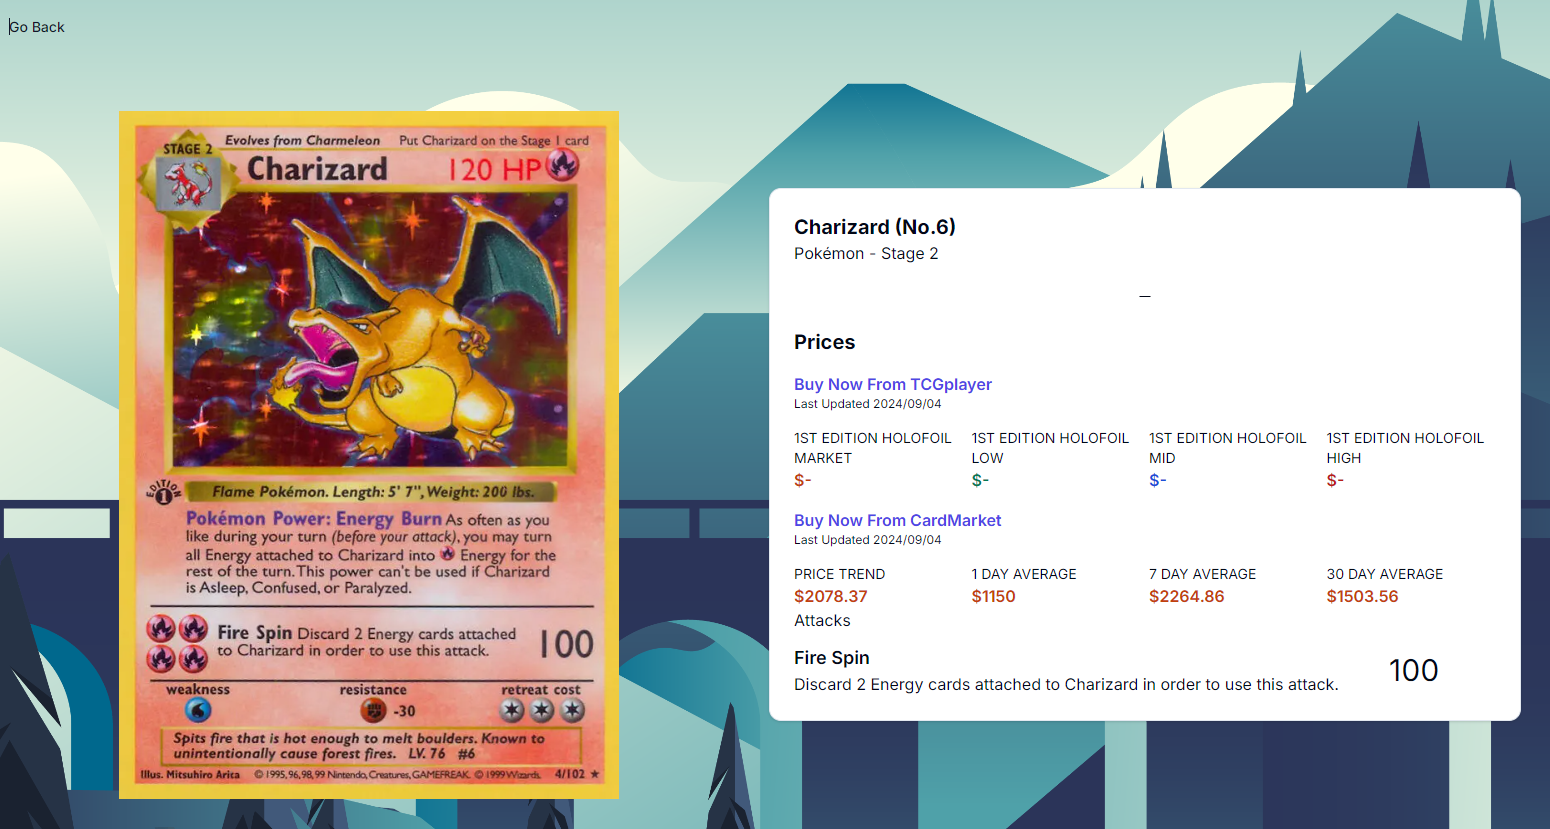 Go Back
STAGE 2
Evolves from Charmeleon Put Charizard on the Stage 1 card
Charizard 120 HP
EDITION
1
Flame Pokémon. Length: 5' 7", Weight: 200 lbs.
Pokémon Power: Energy Burn As often as you
like during your turn (before your attack), you may turn
all Energy attached to Charizard into Energy for the
rest of the turn. This power can't be used if Charizard
is Asleep, Confused, or Paralyzed.
Fire Spin Discard 2 Energy cards attached
to Charizard in order to use this attack.
100
weakness resistance retreat cost
-30
Spits fire that is hot enough to melt boulders. Known to
unintentionally cause forest fires. LV. 76 #6
Illus. Mitsuhiro Arita © 1995, 96, 98, 99 Nintendo, Creatures, GAMEFREAK. © 1999 Wizards. 4/102 ★
Charizard (No.6)
Pokémon - Stage 2
—
Prices
Buy Now From TCGplayer
Last Updated 2024/09/04
1ST EDITION HOLOFOIL MARKET
$-
1ST EDITION HOLOFOIL LOW
$-
1ST EDITION HOLOFOIL MID
$-
1ST EDITION HOLOFOIL HIGH
$-
Buy Now From CardMarket
Last Updated 2024/09/04
PRICE TREND 1 DAY AVERAGE 7 DAY AVERAGE 30 DAY AVERAGE
$2078.37 $1150 $2264.86 $1503.56
Attacks
Fire Spin
Discard 2 Energy cards attached to Charizard in order to use this attack.
100